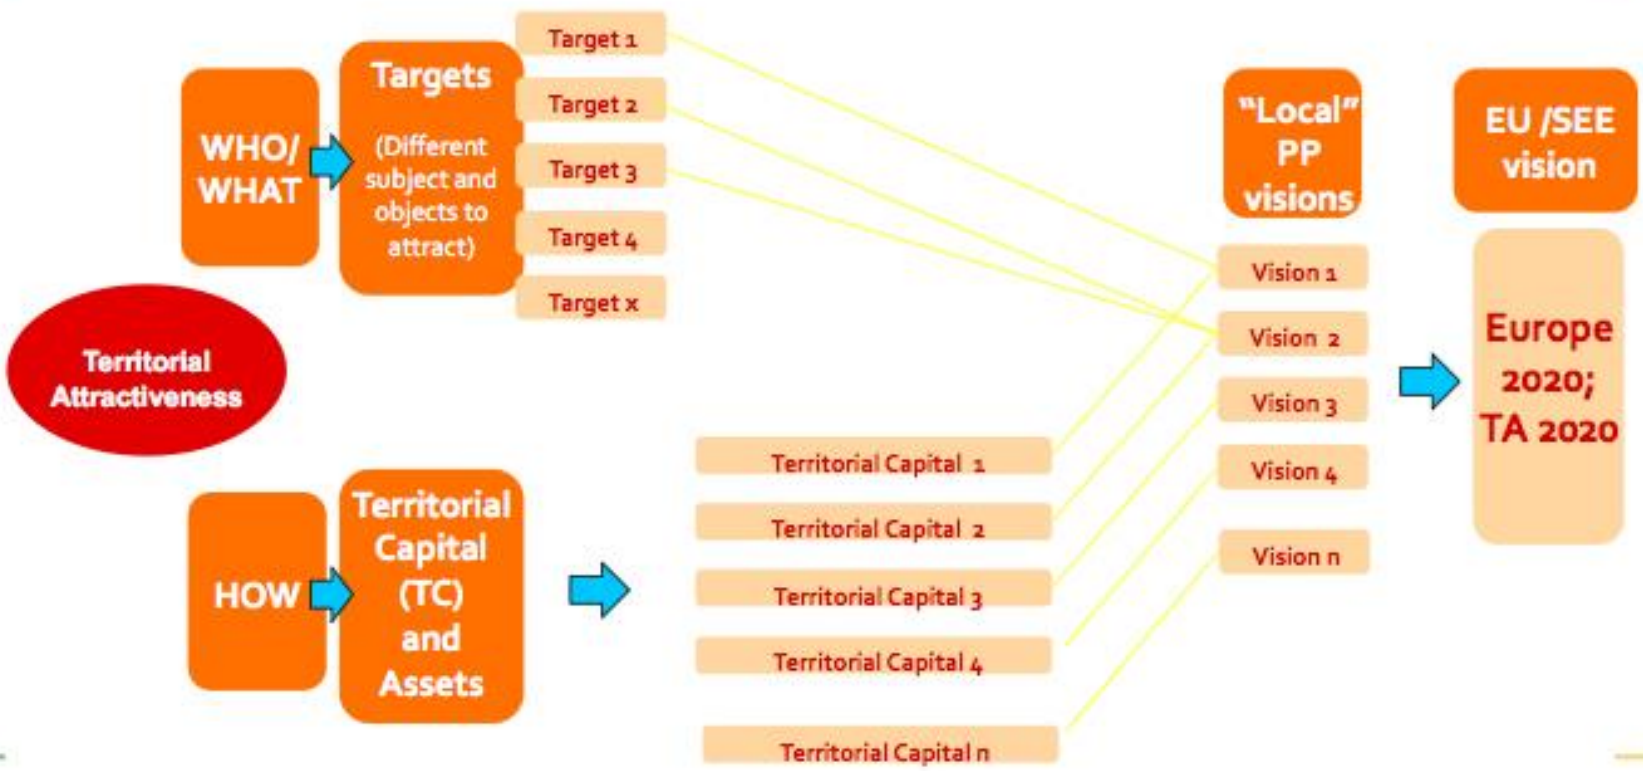 WHO/
WHAT
Targets
(Different
subject and
objects to
attract)
Target 1
Target 2
Target 3
Target 4
Target x
Territorial
Attractiveness
HOW
Territorial
Capital
(TC)
and
Assets
Territorial Capital 1
Territorial Capital 2
Territorial Capital 3
Territorial Capital 4
Territorial Capital n
"Local"
PP
visions
Vision 1
Vision 2
Vision 3
Vision 4
Vision n
EU /SEE
vision
Europe
2020;
TA 2020